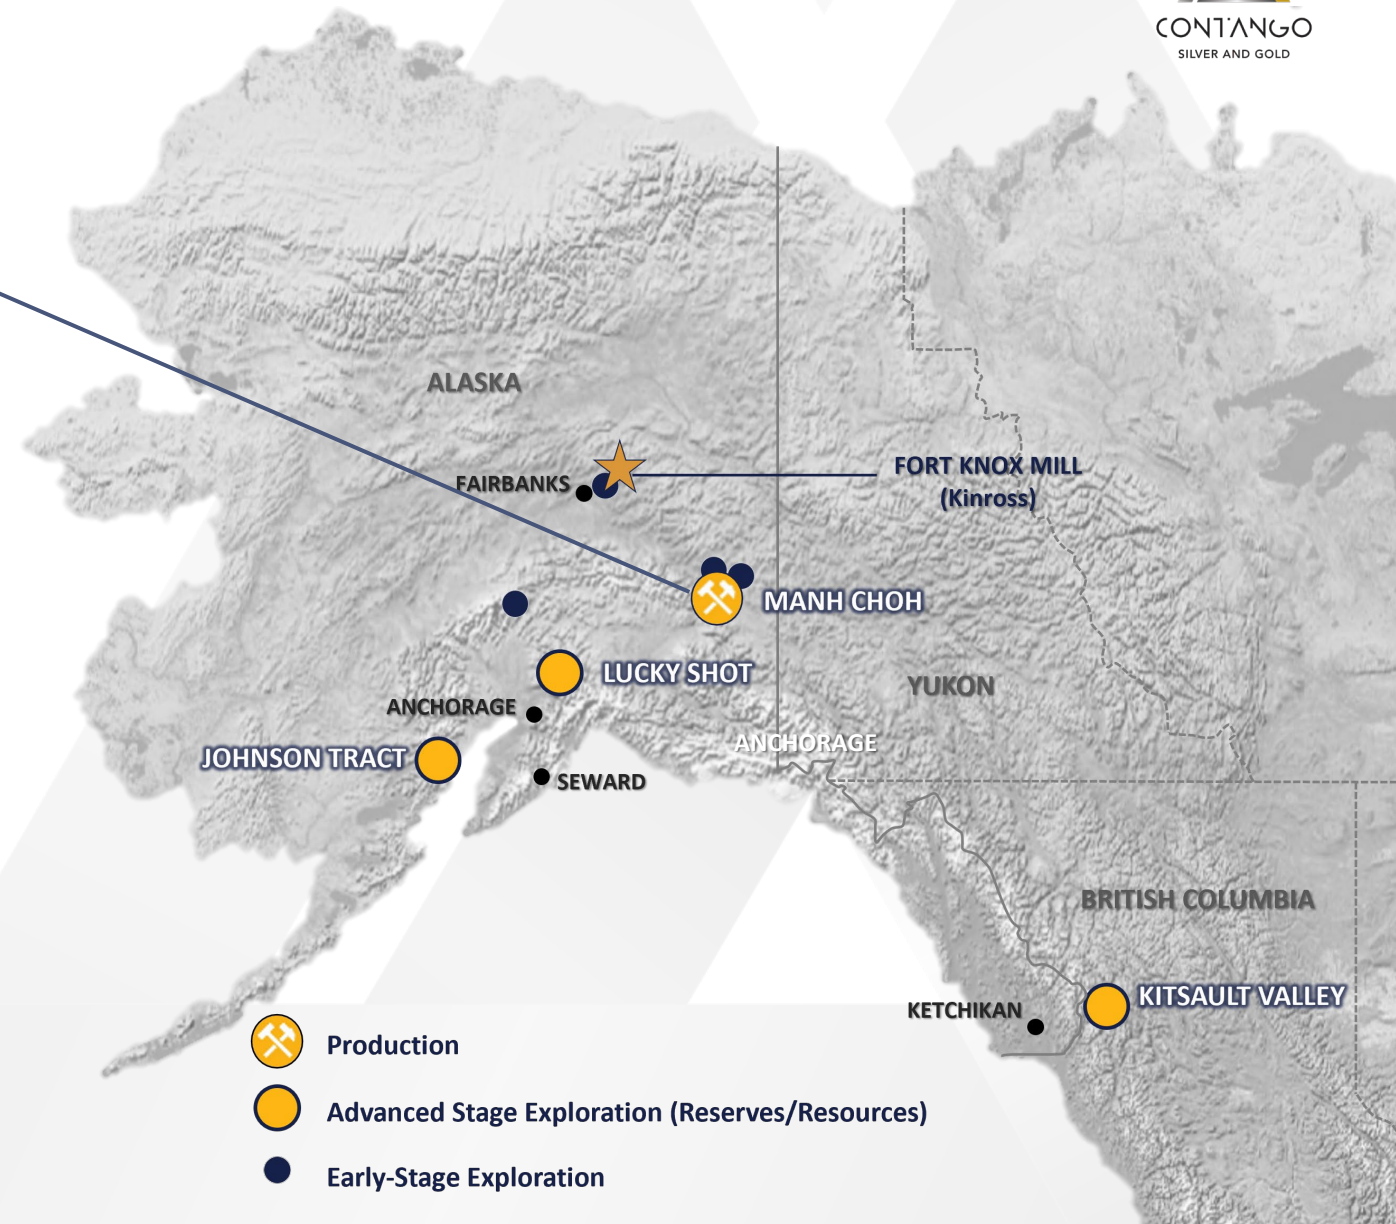 CONTANGO
SILVER AND GOLD
ALASKA
FAIRBANKS
FORT KNOX MILL
(Kinross)
MANH CHOH
LUCKY SHOT
YUKON
ANCHORAGE
ANCHORAGE
JOHNSON TRACT
SEWARD
BRITISH COLUMBIA
KITSAULT VALLEY
KETCHIKAN
Production
Advanced Stage Exploration (Reserves/Resources)
Early-Stage Exploration